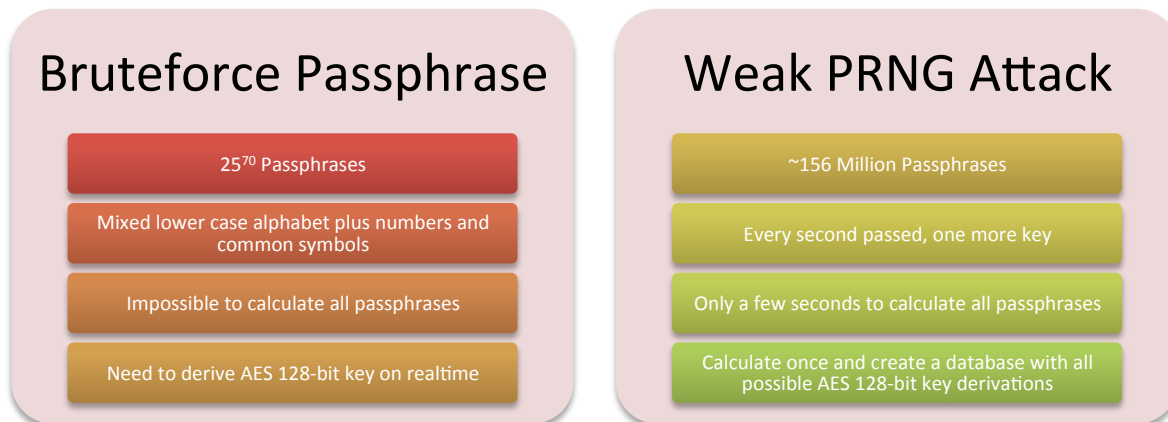 Bruteforce Passphrase
25⁷⁰ Passphrases
Mixed lower case alphabet plus numbers and
common symbols
Impossible to calculate all passphrases
Need to derive AES 128-bit key on realtime
Weak PRNG Attack
~156 Million Passphrases
Every second passed, one more key
Only a few seconds to calculate all passphrases
Calculate once and create a database with all
possible AES 128-bit key derivations